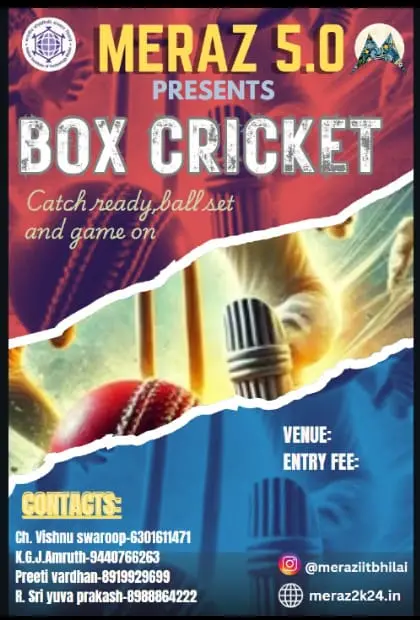 MERAZ 5.0
PRESENTS
BOX CRICKET
Catch ready,ball set
and game on
VENUE:
ENTRY FEE:
CONTACTS:
Ch. Vishnu swaroop-6301611471
K.G.J.Amruth-9440766263
Preeti vardhan-8919929699
R. Sri yuva prakash-8988864222
@meraziitbhilai
meraz2k24.in